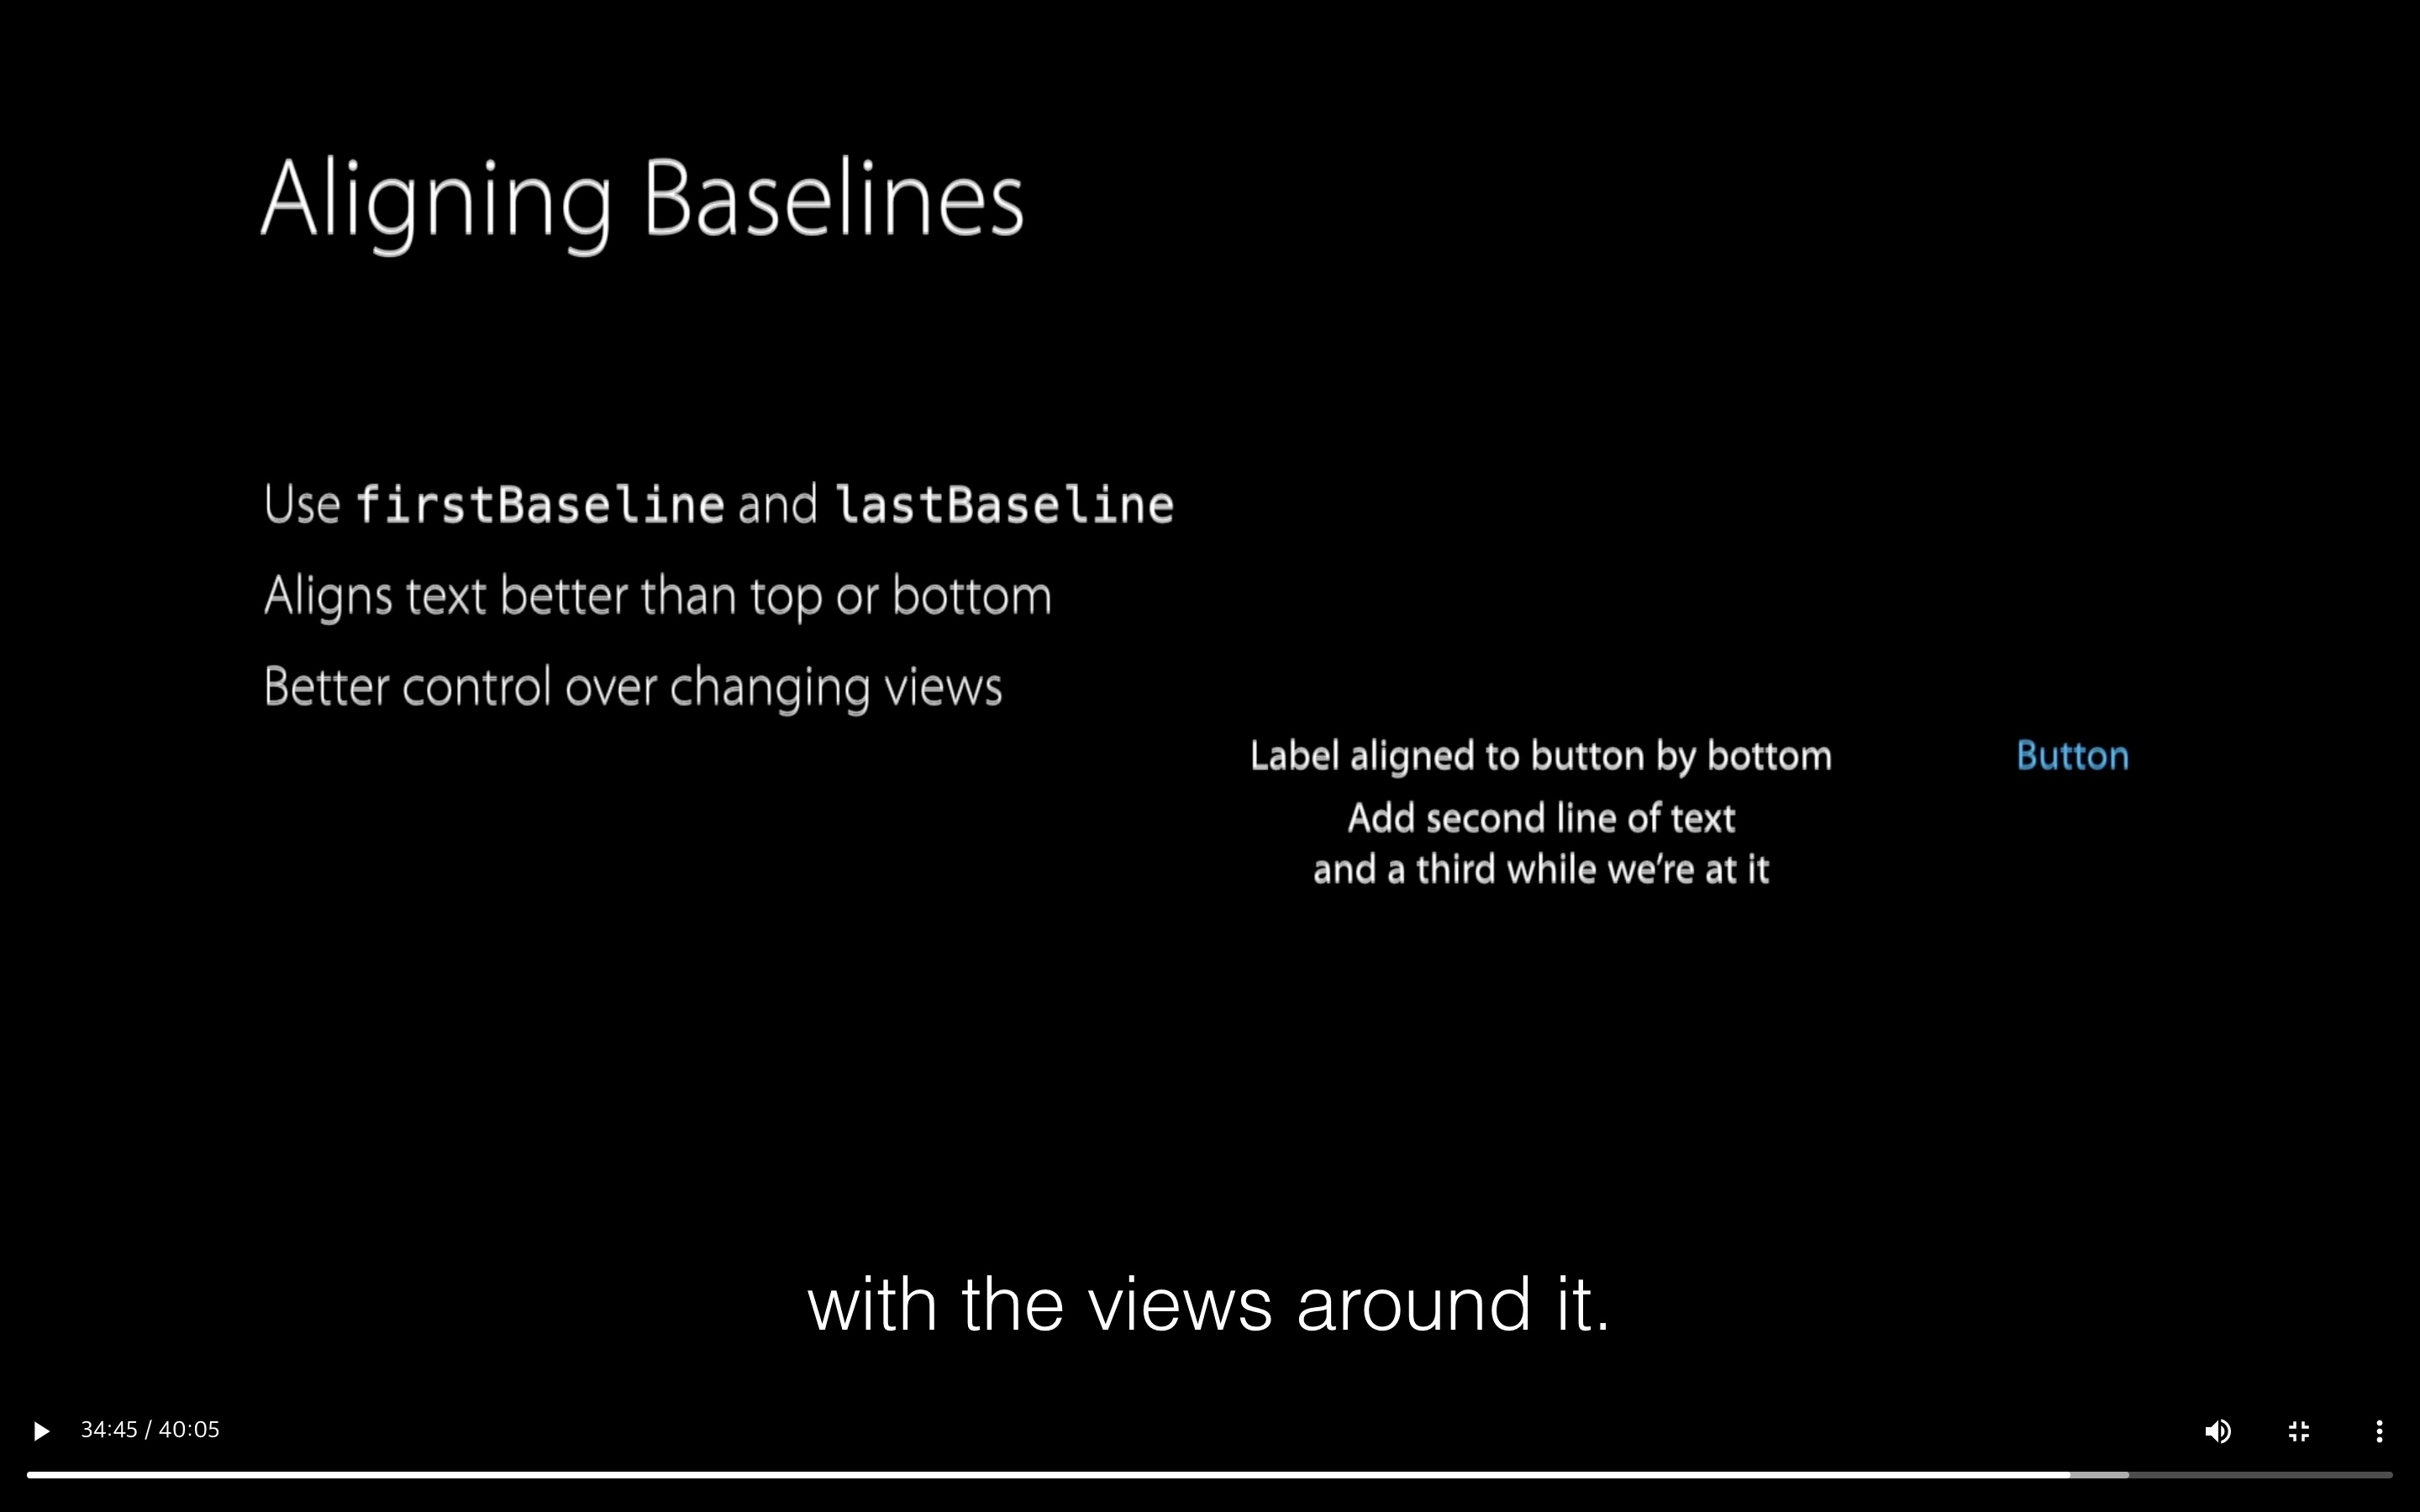 Aligning Baselines
Use firstBaseline and lastBaseline
Aligns text better than top or bottom
Better control over changing views
Label aligned to button by bottom
Button
Add second line of text
and a third while we’re at it
with the views around it.
34:45 / 40:05